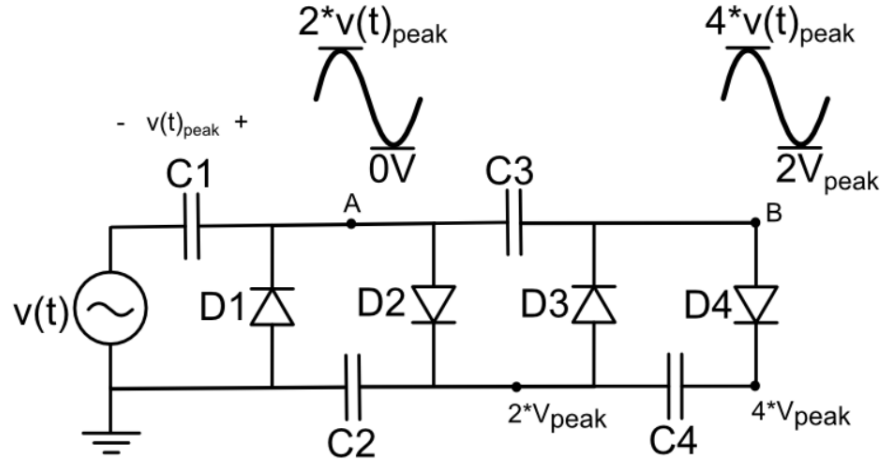 2*v(t)peak
4*v(t)peak
- v(t)peak +
0V
2Vpeak
C1
C3
A
B
v(t)
D1
D2
D3
D4
2*Vpeak
4*Vpeak
C2
C4